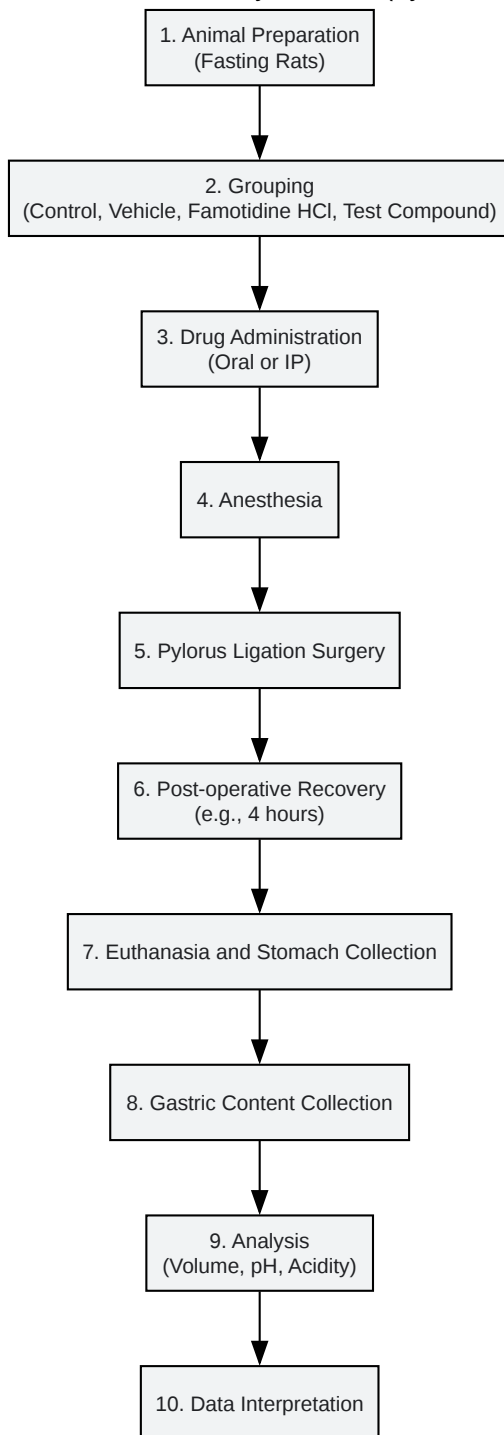 1. Animal Preparation
(Fasting Rats)
2. Grouping
(Control, Vehicle, Famotidine HCl, Test Compound)
3. Drug Administration
(Oral or IP)
4. Anesthesia
5. Pylorus Ligation Surgery
6. Post-operative Recovery
(e.g., 4 hours)
7. Euthanasia and Stomach Collection
8. Gastric Content Collection
9. Analysis
(Volume, pH, Acidity)
10. Data Interpretation